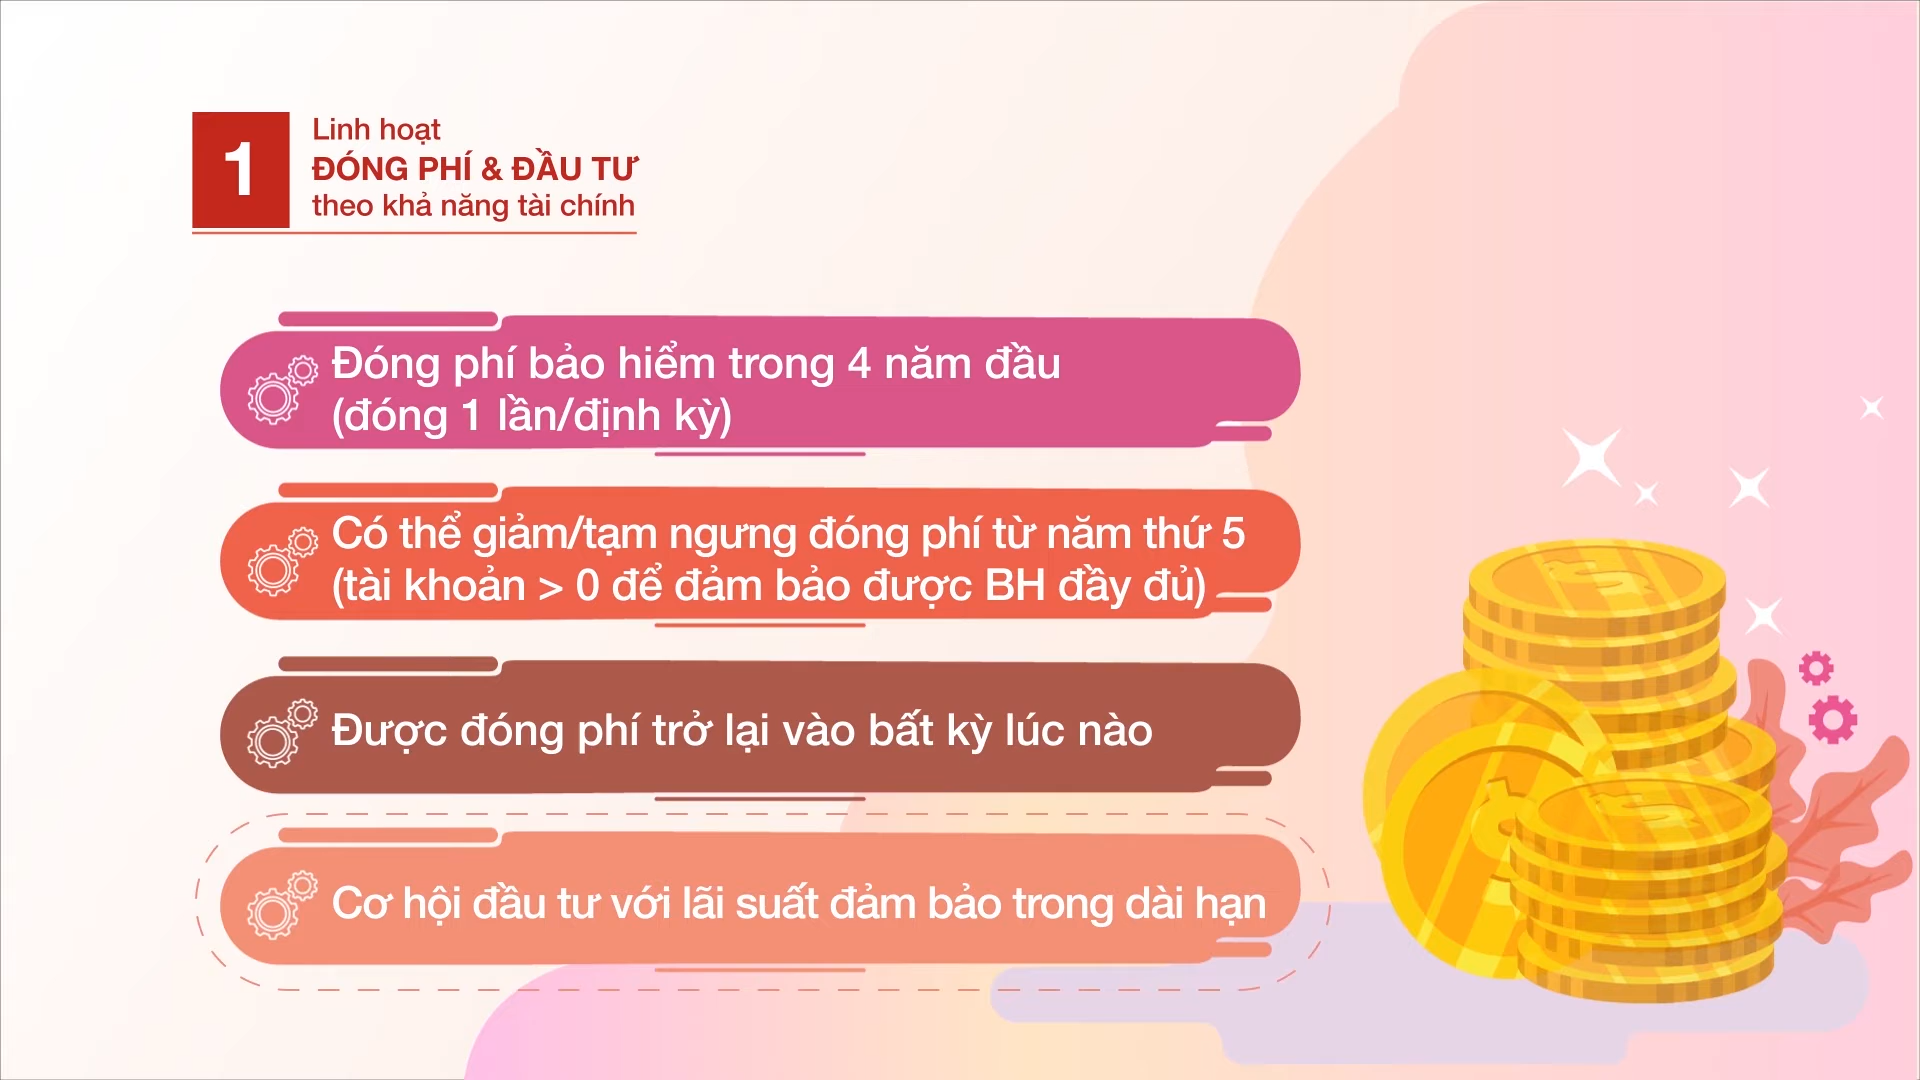 1
Linh hoạt
ĐÓNG PHÍ & ĐẦU TƯ
theo khả năng tài chính
Đóng phí bảo hiểm trong 4 năm đầu
(đóng 1 lần/định kỳ)
Có thể giảm/tạm ngưng đóng phí từ năm thứ 5
(tài khoản > 0 để đảm bảo được BH đầy đủ)
Được đóng phí trở lại vào bất kỳ lúc nào
Cơ hội đầu tư với lãi suất đảm bảo trong dài hạn